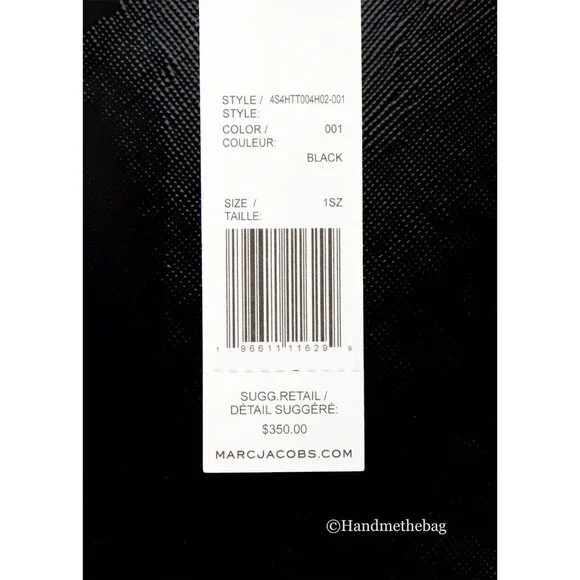 STYLE / 4S4HTT004H02-001
STYLE:
COLOR / 001
COULEUR:
BLACK
SIZE / 1SZ
TAILLE:
1 96611 11629 9
SUGG.RETAIL /
DÉTAIL SUGGÉRÉ:
$350.00
MARCJACOBS.COM
©Handmethebag